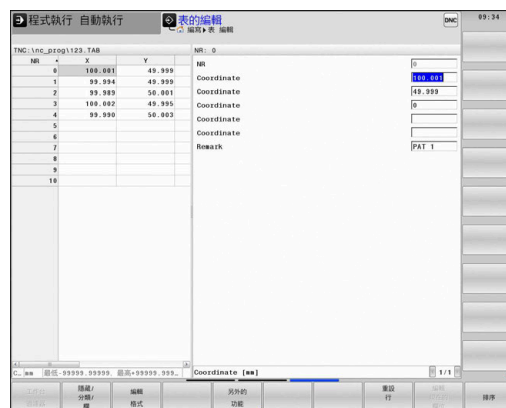 程式執行 自動執行
表的編輯
編寫▸表 編輯
DNC
09:34
TNC:\nc_prog\123.TAB
NR: 0
NR X Y
0 100.001 49.999
1 99.994 49.999
2 99.989 50.001
3 100.002 49.995
4 99.990 50.003
5
6
7
8
9
10
NR 0
Coordinate 100.001
Coordinate 49.999
Coordinate 0
Coordinate
Coordinate
Remark PAT 1
C… mm 最低-99999.99999, 最高+99999.999…
Coordinate [mm]
1/1
隱藏/
分類/
欄
編輯
格式
另外的
功能
重設
行
排序